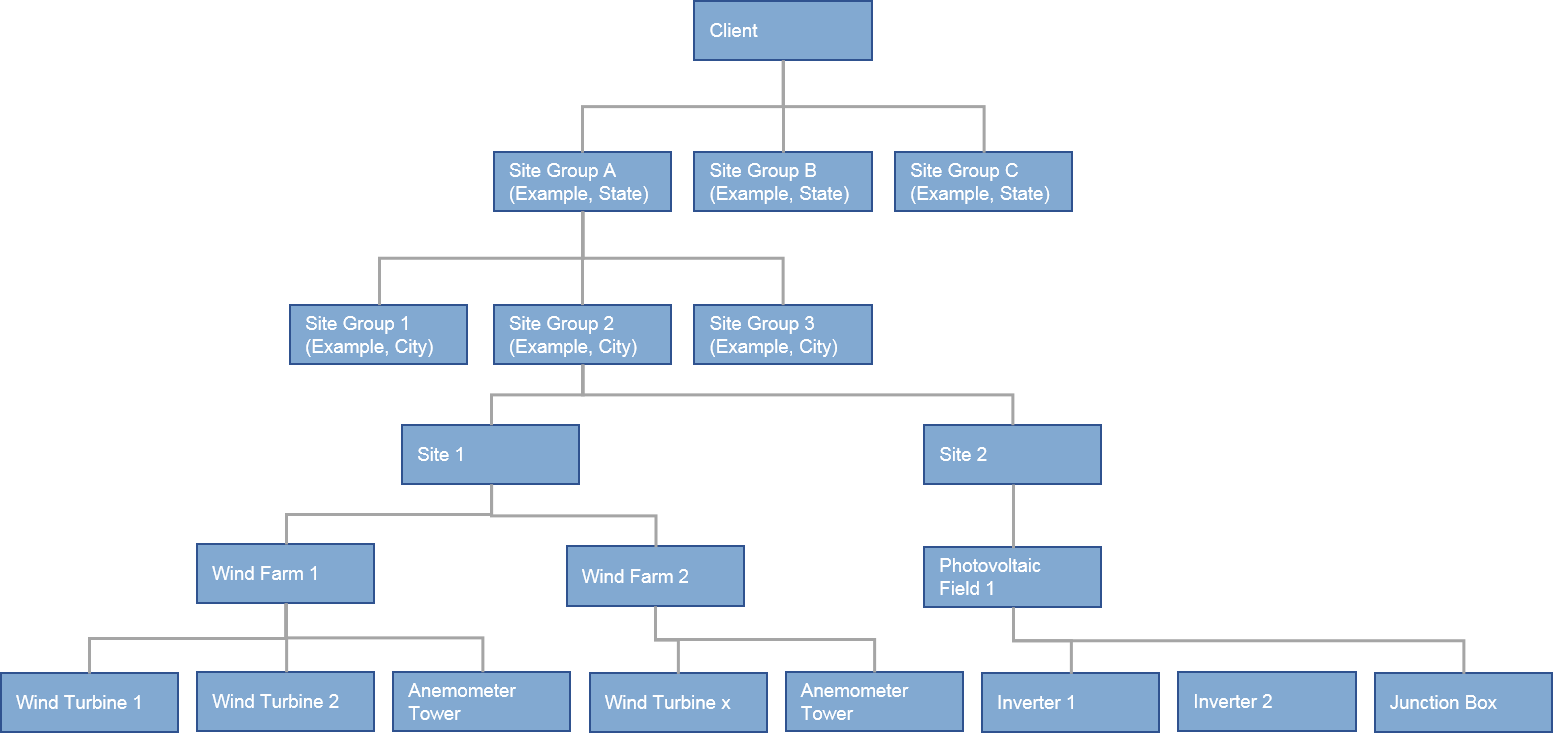 Client
Site Group A
(Example, State)
Site Group B
(Example, State)
Site Group C
(Example, State)
Site Group 1
(Example, City)
Site Group 2
(Example, City)
Site Group 3
(Example, City)
Site 1
Site 2
Wind Farm 1
Wind Farm 2
Photovoltaic
Field 1
Wind Turbine 1
Wind Turbine 2
Anemometer
Tower
Wind Turbine x
Anemometer
Tower
Inverter 1
Inverter 2
Junction Box